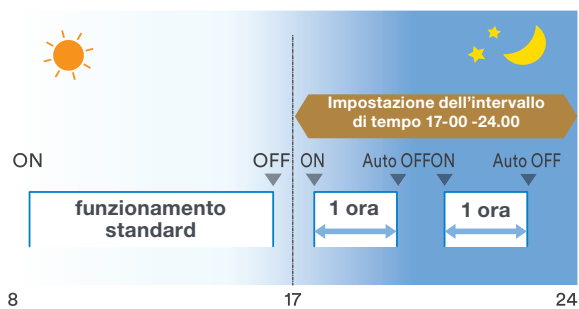 Impostazione dell'intervallo
di tempo 17-00 -24.00
ON OFF ON Auto OFF ON Auto OFF
funzionamento
standard
1 ora 1 ora
8 17 24